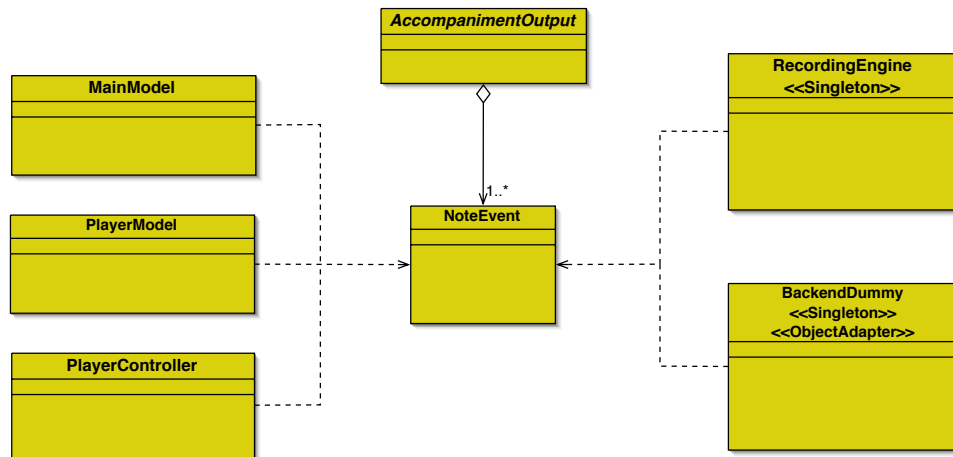 AccompanimentOutput
MainModel
RecordingEngine
<<Singleton>>
1..*
NoteEvent
PlayerModel
BackendDummy
<<Singleton>>
<<ObjectAdapter>>
PlayerController